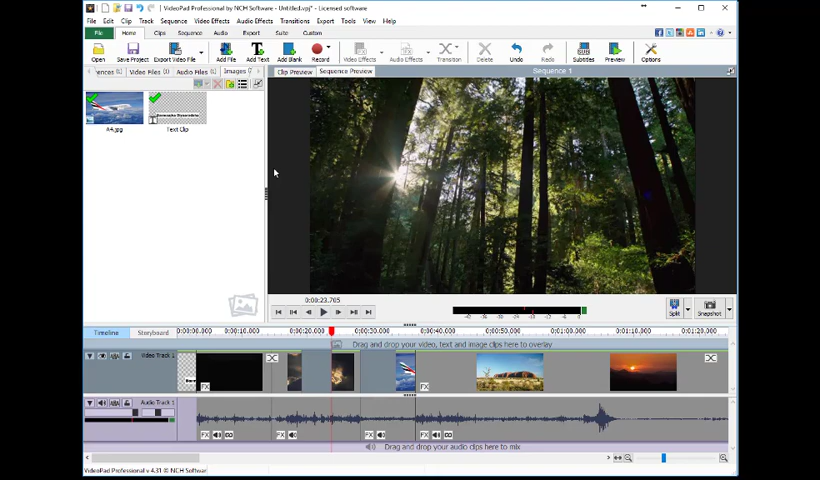 VideoPad Professional by NCH Software - Untitled.vpj* - Licensed software
File Edit Clip Track Sequence Video Effects Audio Effects Transitions Export Tools View Help
File Home Clips Sequence Audio Export Suite Custom
Open Save Project Export Video File Add File Add Text Add Blank Record Video Effects Audio Effects Transition Delete Undo Redo Subtitles Preview Options
Video Files Audio Files Images Clip Preview Sequence Preview Sequence 1
A4.jpg Text Clip
0:00:23.705
Split Snapshot
Timeline Storyboard 0:00:00.000 0:00:10.000 0:00:20.000 0:00:30.000 0:00:40.000 0:00:50.000 0:01:00.000 0:01:10.000 0:01:20.000
Drag and drop your video, text and image clips here to overlay
Video Track 1
FX FX
Audio Track 1
FX FX FX FX
Drag and drop your audio clips here to mix
VideoPad Professional v 4.31 © NCH Software